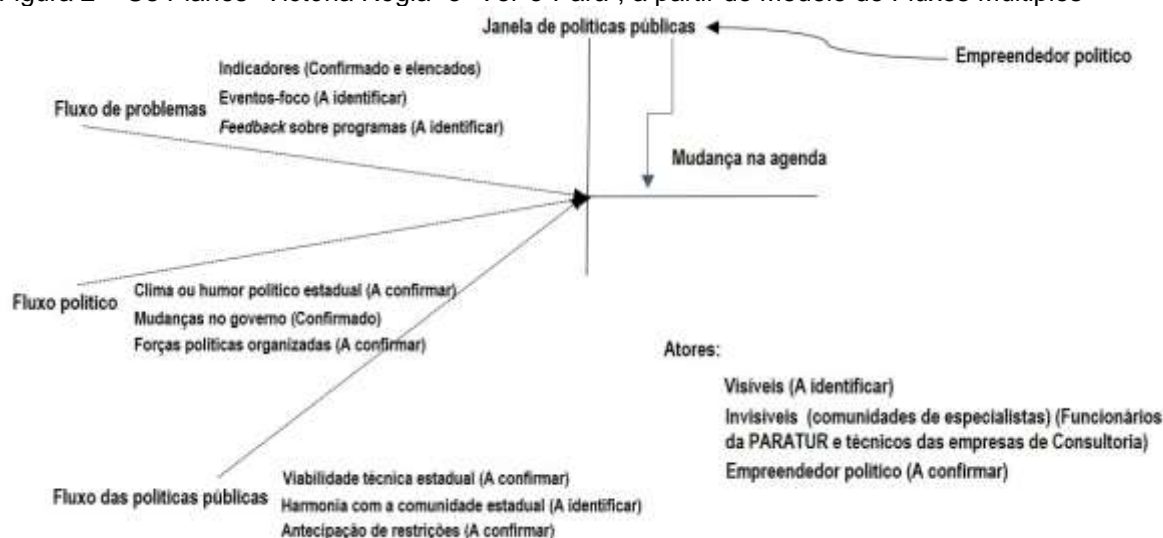 Janela de políticas públicas
Empreendedor político
Indicadores (Confirmado e elencados)
Fluxo de problemas
Eventos-foco (A identificar)
Feedback sobre programas (A identificar)
Mudança na agenda
Fluxo político
Clima ou humor político estadual (A confirmar)
Mudanças no governo (Confirmado)
Forças políticas organizadas (A confirmar)
Atores:
Visíveis (A identificar)
Invisíveis (comunidades de especialistas) (Funcionários
da PARATUR e técnicos das empresas de Consultoria)
Empreendedor político (A confirmar)
Fluxo das políticas públicas
Viabilidade técnica estadual (A confirmar)
Harmonia com a comunidade estadual (A identificar)
Antecipação de restrições (A confirmar)